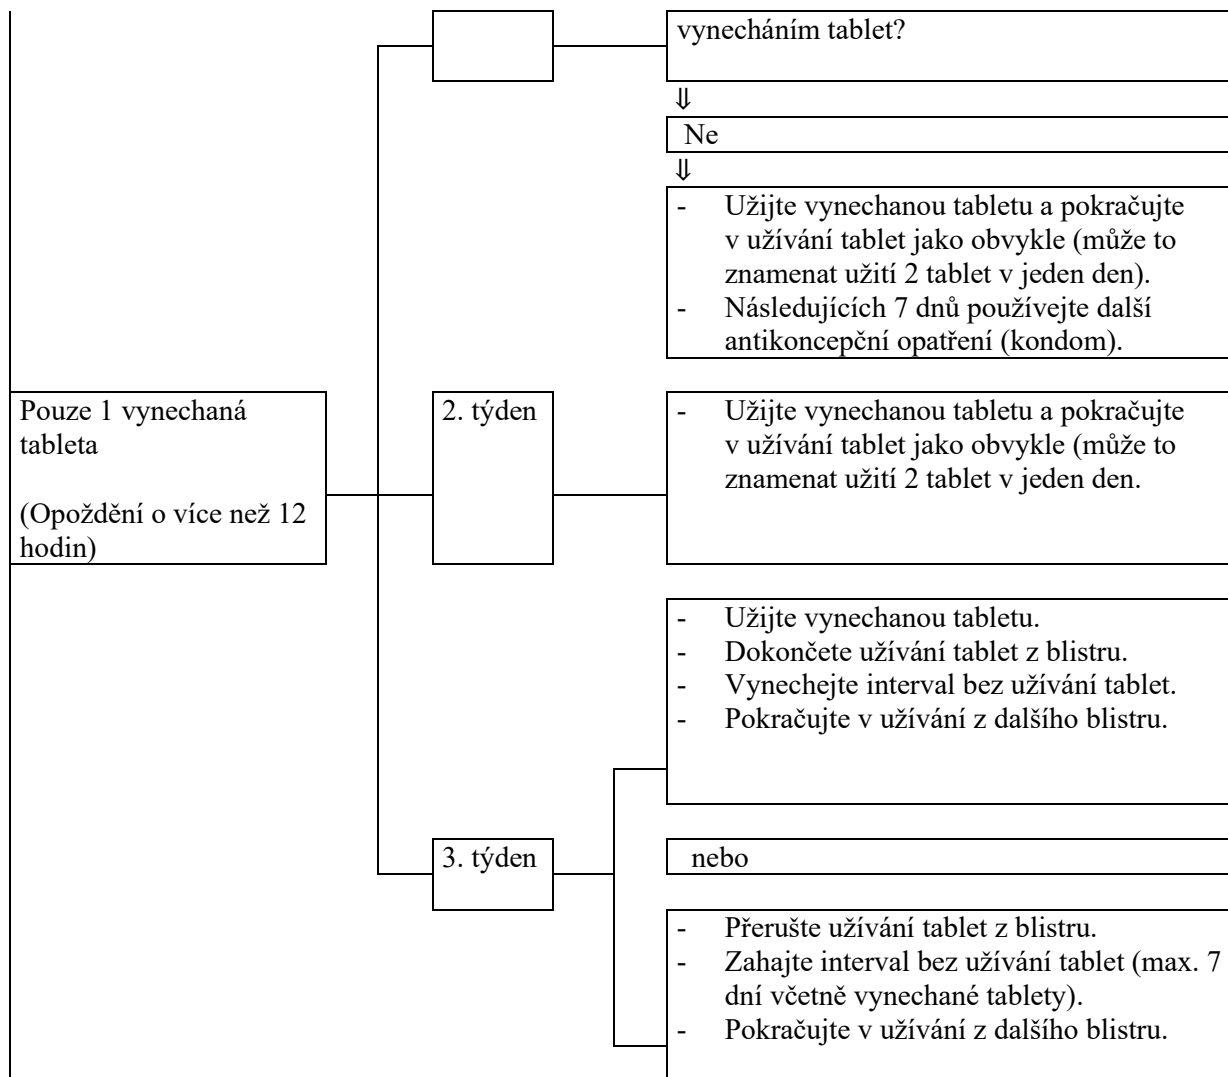 vynecháním tablet?
⇓
Ne
⇓
- Užijte vynechanou tabletu a pokračujte
v užívání tablet jako obvykle (může to
znamenat užití 2 tablet v jeden den).
- Následujících 7 dnů používejte další
antikoncepční opatření (kondom).
Pouze 1 vynechaná
tableta
(Opoždění o více než 12
hodin)
2. týden
- Užijte vynechanou tabletu a pokračujte
v užívání tablet jako obvykle (může to
znamenat užití 2 tablet v jeden den.
- Užijte vynechanou tabletu.
- Dokončete užívání tablet z blistru.
- Vynechejte interval bez užívání tablet.
- Pokračujte v užívání z dalšího blistru.
3. týden
nebo
- Přerušte užívání tablet z blistru.
- Zahajte interval bez užívání tablet (max. 7
dní včetně vynechané tablety).
- Pokračujte v užívání z dalšího blistru.